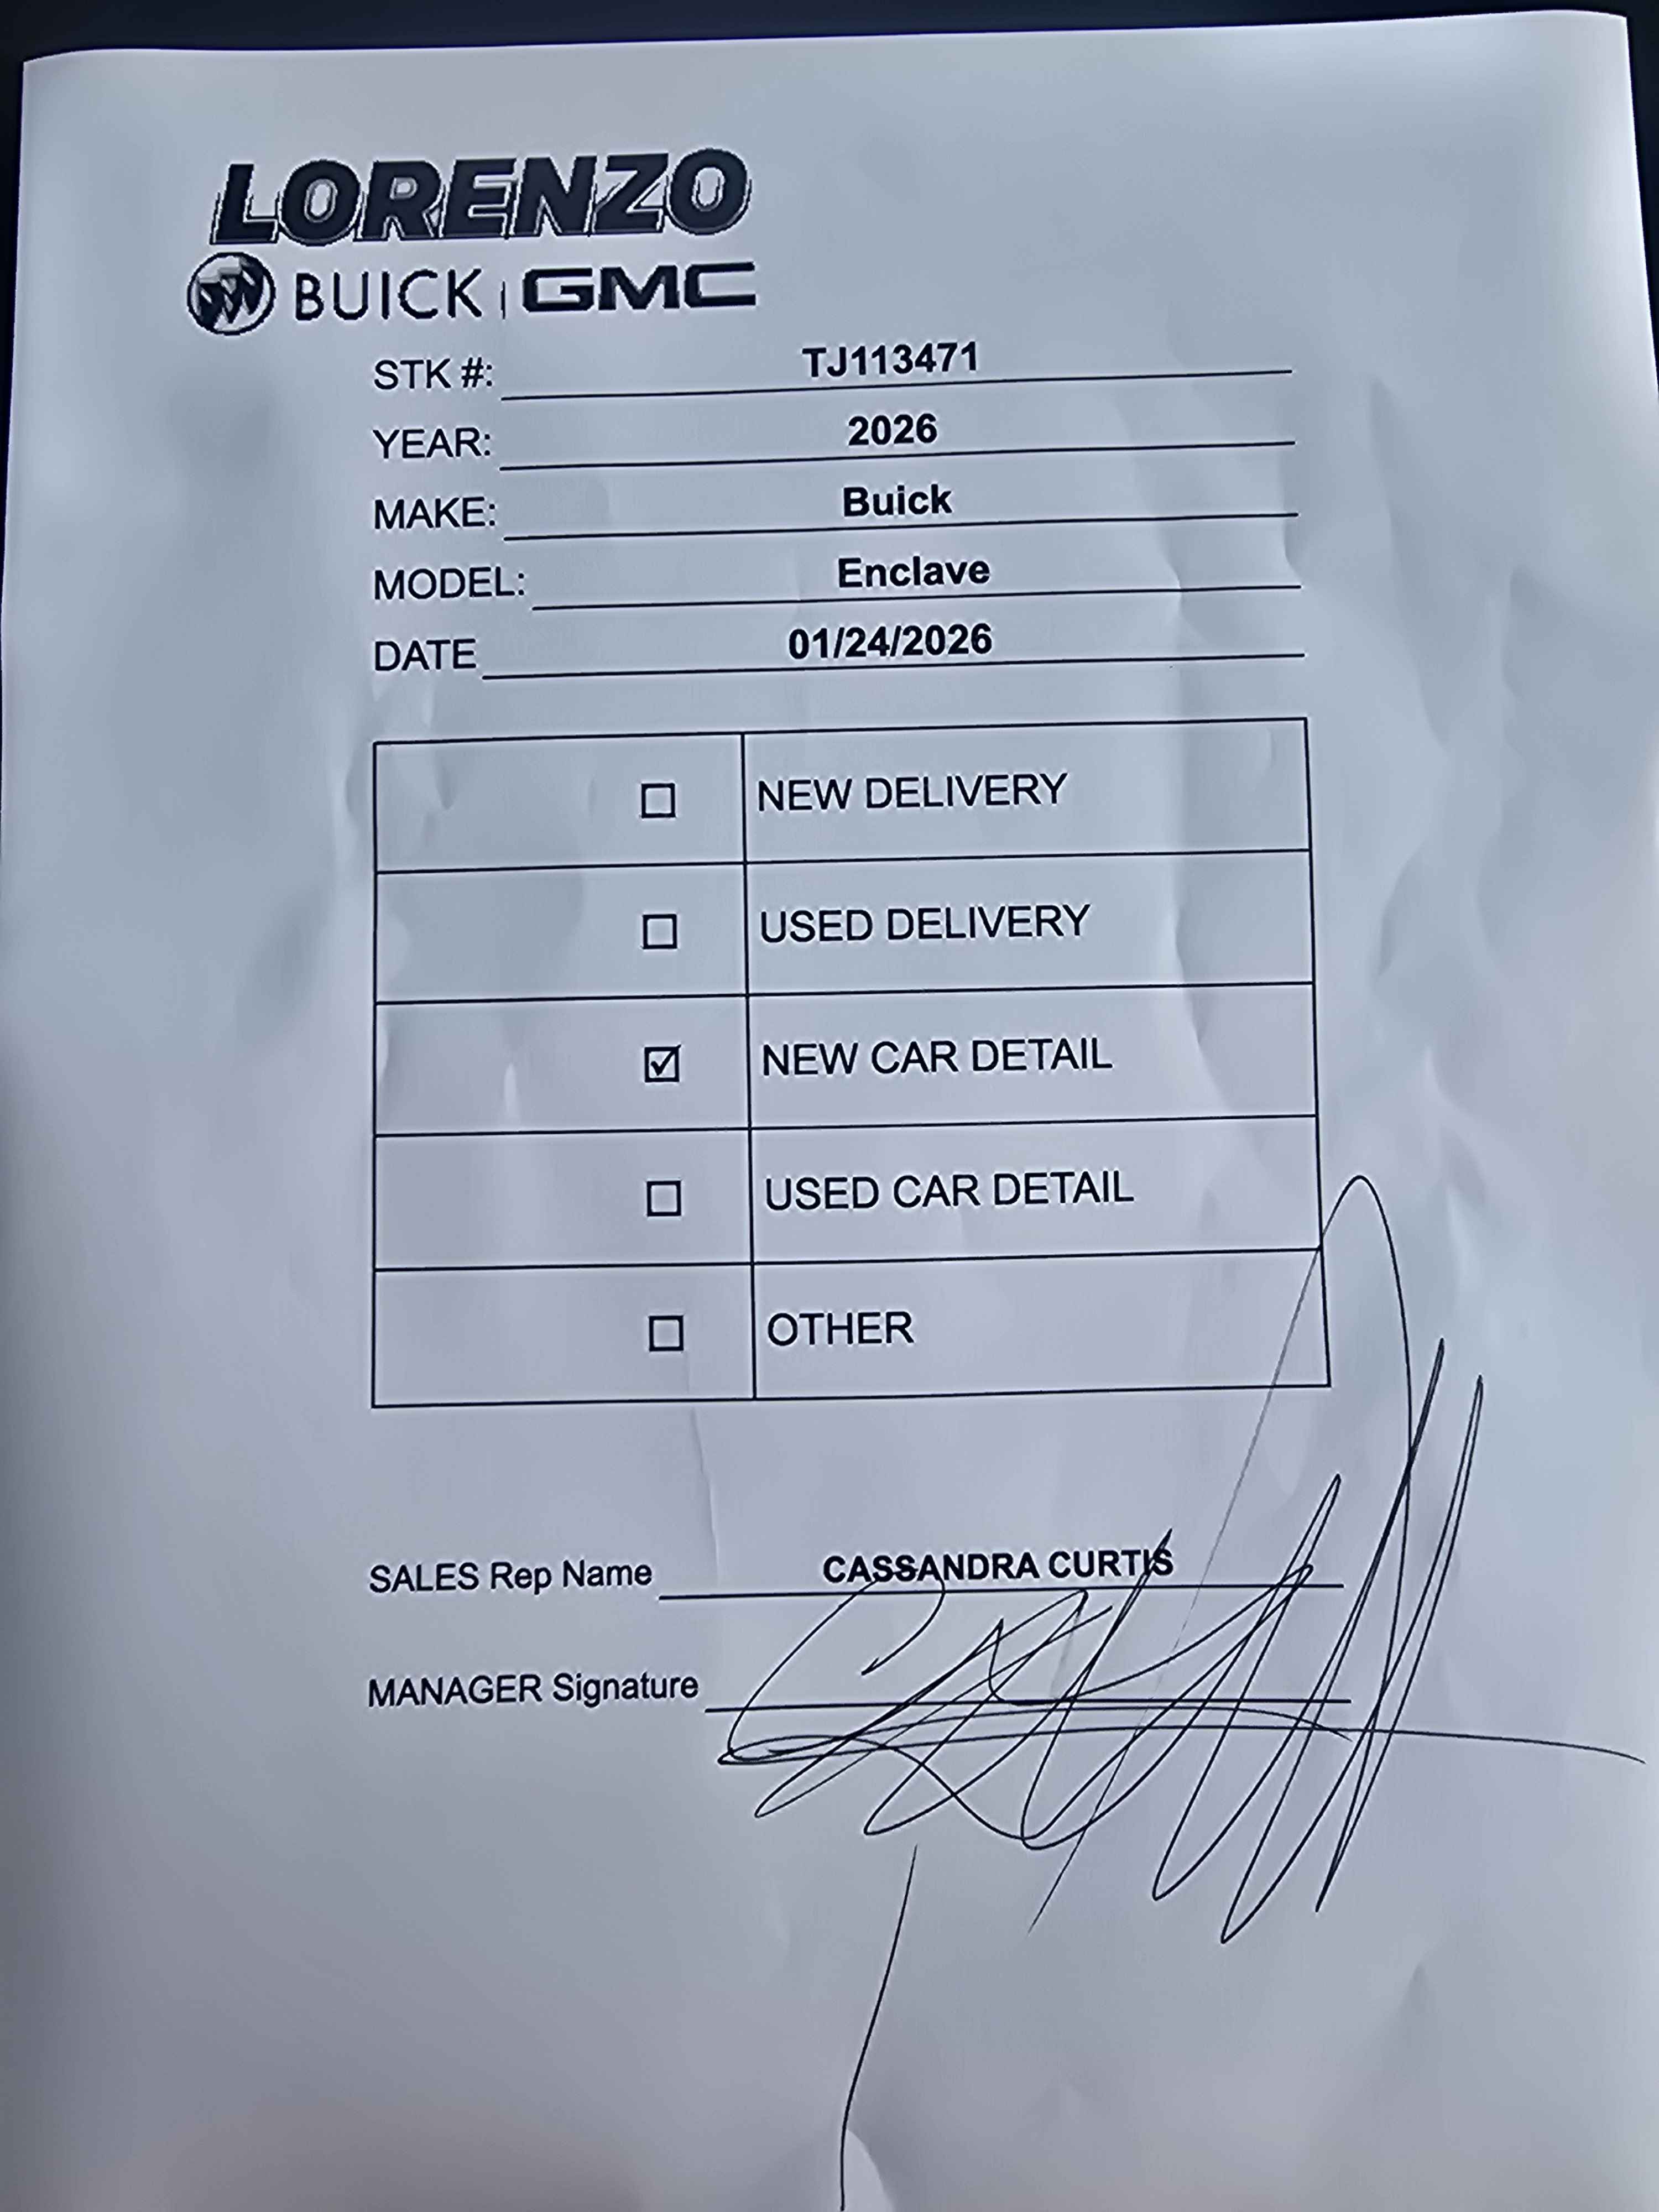 LORENZO
BUICK | GMC
STK #: TJ113471
YEAR: 2026
MAKE: Buick
MODEL: Enclave
DATE 01/24/2026
☐ NEW DELIVERY
☐ USED DELIVERY
☑ NEW CAR DETAIL
☐ USED CAR DETAIL
☐ OTHER
SALES Rep Name CASSANDRA CURTIS
MANAGER Signature